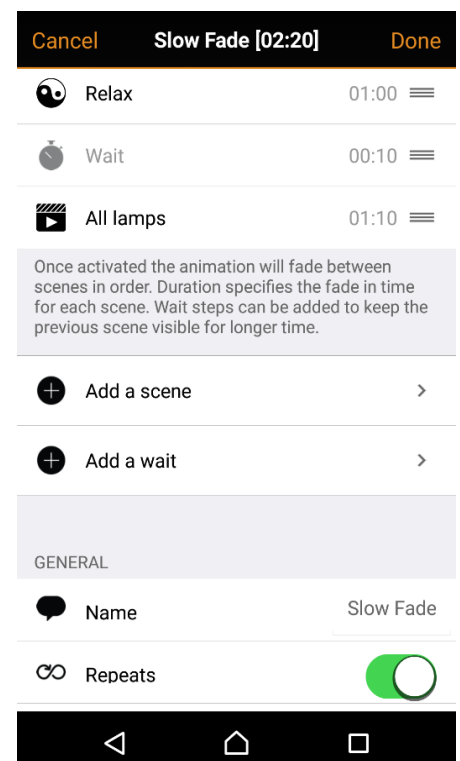 Cancel Slow Fade [02:20] Done
Relax 01:00
Wait 00:10
All lamps 01:10
Once activated the animation will fade between
scenes in order. Duration specifies the fade in time
for each scene. Wait steps can be added to keep the
previous scene visible for longer time.
Add a scene
Add a wait
GENERAL
Name Slow Fade
Repeats